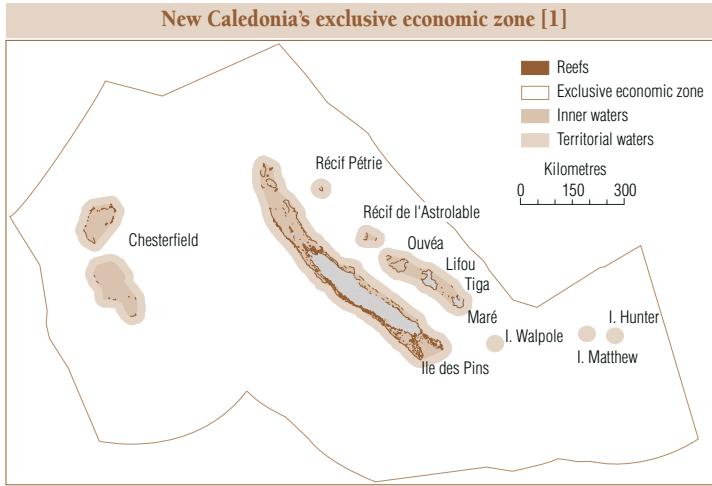 New Caledonia's exclusive economic zone [1]
Reefs
Exclusive economic zone
Inner waters
Territorial waters
Kilometres
0 150 300
Récif Pétrie
Récif de l'Astrolable
Chesterfield
Ouvéa
Lifou
Tiga
Maré
I. Walpole
I. Hunter
I. Matthew
Ile des Pins